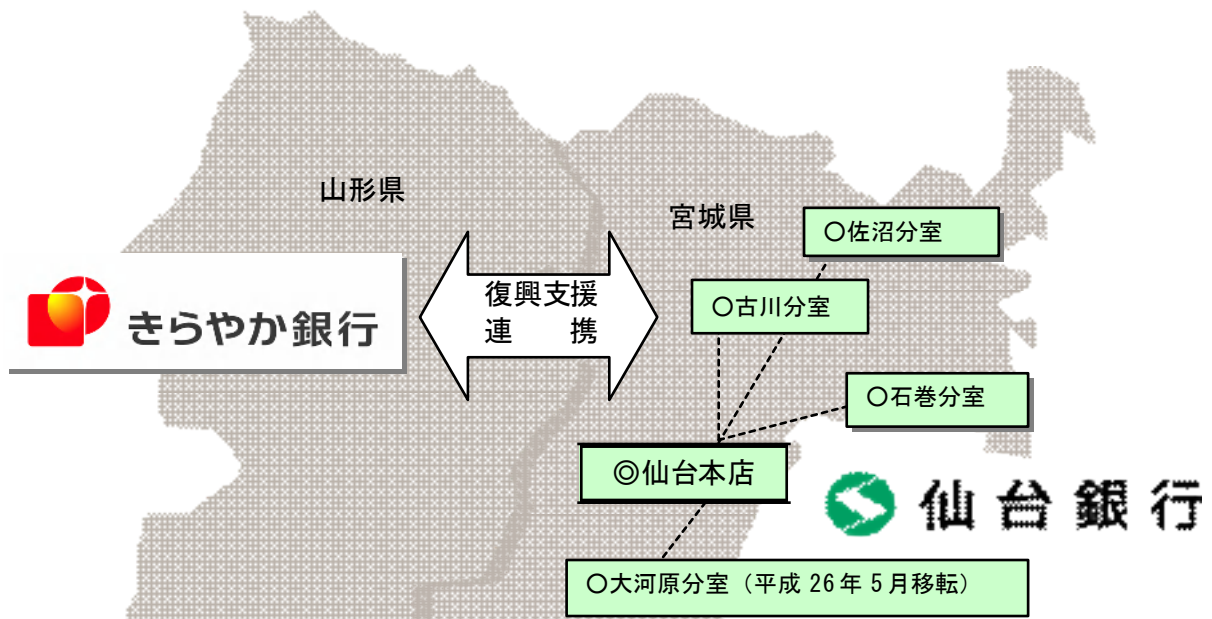 山形県
宮城県
〇佐沼分室
きらやか銀行
復興支援
連　携
〇古川分室
〇石巻分室
◎仙台本店
仙台銀行
〇大河原分室（平成 26 年 5 月移転）